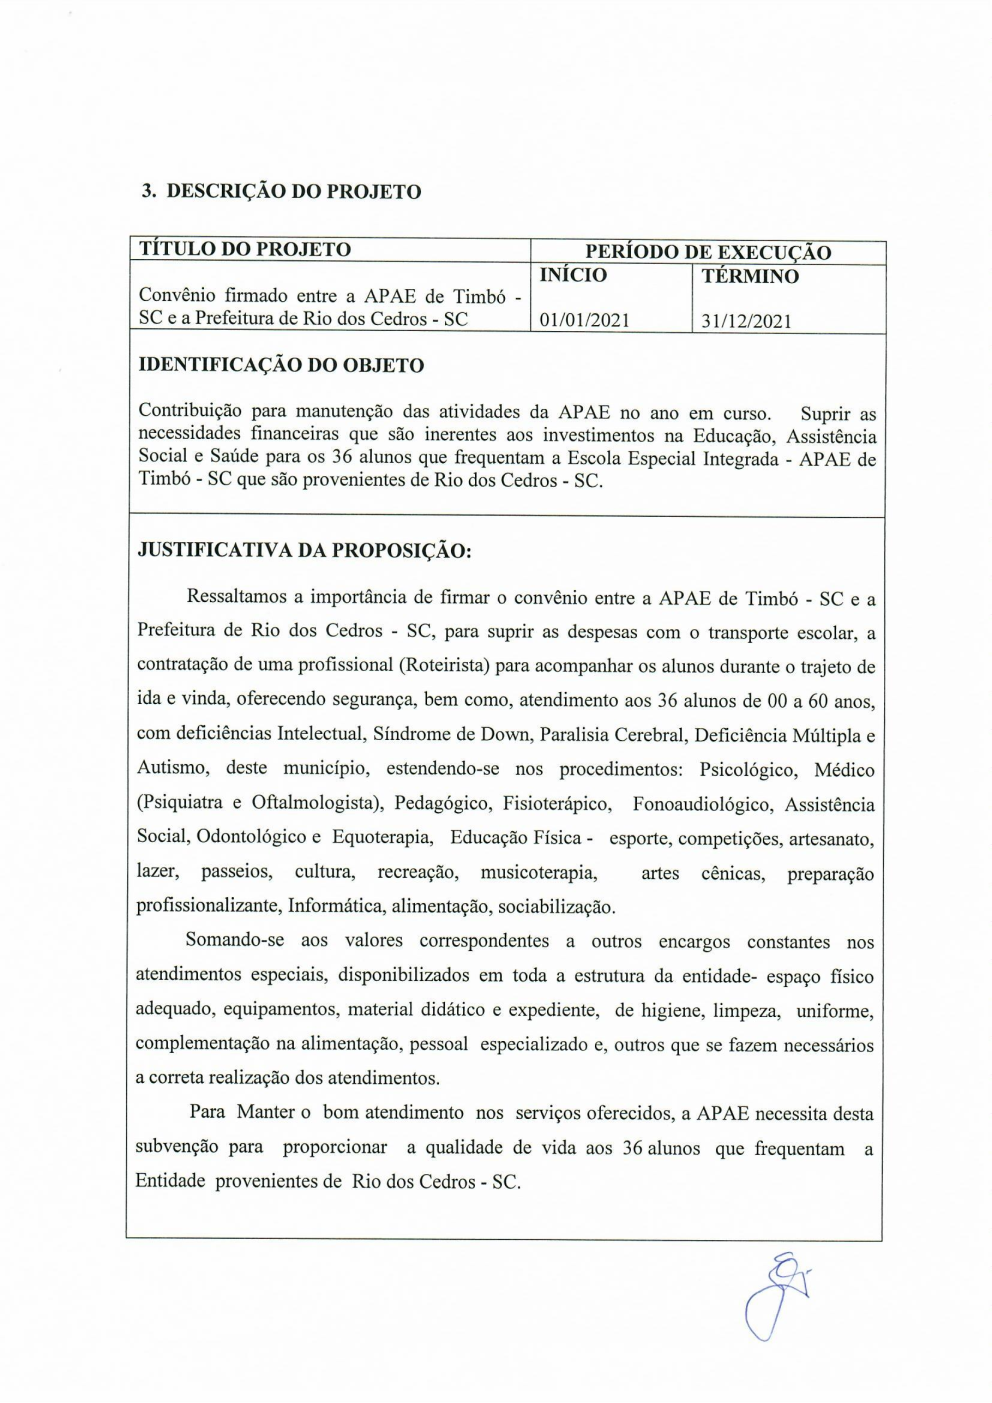 3. DESCRIÇÃO DO PROJETO
TÍTULO DO PROJETO
PERÍODO DE EXECUÇÃO
INÍCIO
TÉRMINO
Convênio firmado entre a APAE de Timbó -
SC e a Prefeitura de Rio dos Cedros - SC
01/01/2021
31/12/2021
IDENTIFICAÇÃO DO OBJETO
Contribuição para manutenção das atividades da APAE no ano em curso. Suprir as
necessidades financeiras que são inerentes aos investimentos na Educação, Assistência
Social e Saúde para os 36 alunos que frequentam a Escola Especial Integrada - APAE de
Timbó - SC que são provenientes de Rio dos Cedros - SC.
JUSTIFICATIVA DA PROPOSIÇÃO:
Ressaltamos a importância de firmar o convênio entre a APAE de Timbó - SC e a
Prefeitura de Rio dos Cedros - SC, para suprir as despesas com o transporte escolar, a
contratação de uma profissional (Roteirista) para acompanhar os alunos durante o trajeto de
ida e vinda, oferecendo segurança, bem como, atendimento aos 36 alunos de 00 a 60 anos,
com deficiências Intelectual, Síndrome de Down, Paralisia Cerebral, Deficiência Múltipla e
Autismo, deste município, estendendo-se nos procedimentos: Psicológico, Médico
(Psiquiatra e Oftalmologista), Pedagógico, Fisioterápico, Fonoaudiológico, Assistência
Social, Odontológico e Equoterapia, Educação Física - esporte, competições, artesanato,
lazer, passeios, cultura, recreação, musicoterapia, artes cênicas, preparação
profissionalizante, Informática, alimentação, sociabilização.
Somando-se aos valores correspondentes a outros encargos constantes nos
atendimentos especiais, disponibilizados em toda a estrutura da entidade- espaço físico
adequado, equipamentos, material didático e expediente, de higiene, limpeza, uniforme,
complementação na alimentação, pessoal especializado e, outros que se fazem necessários
a correta realização dos atendimentos.
Para Manter o bom atendimento nos serviços oferecidos, a APAE necessita desta
subvenção para proporcionar a qualidade de vida aos 36 alunos que frequentam a
Entidade provenientes de Rio dos Cedros - SC.